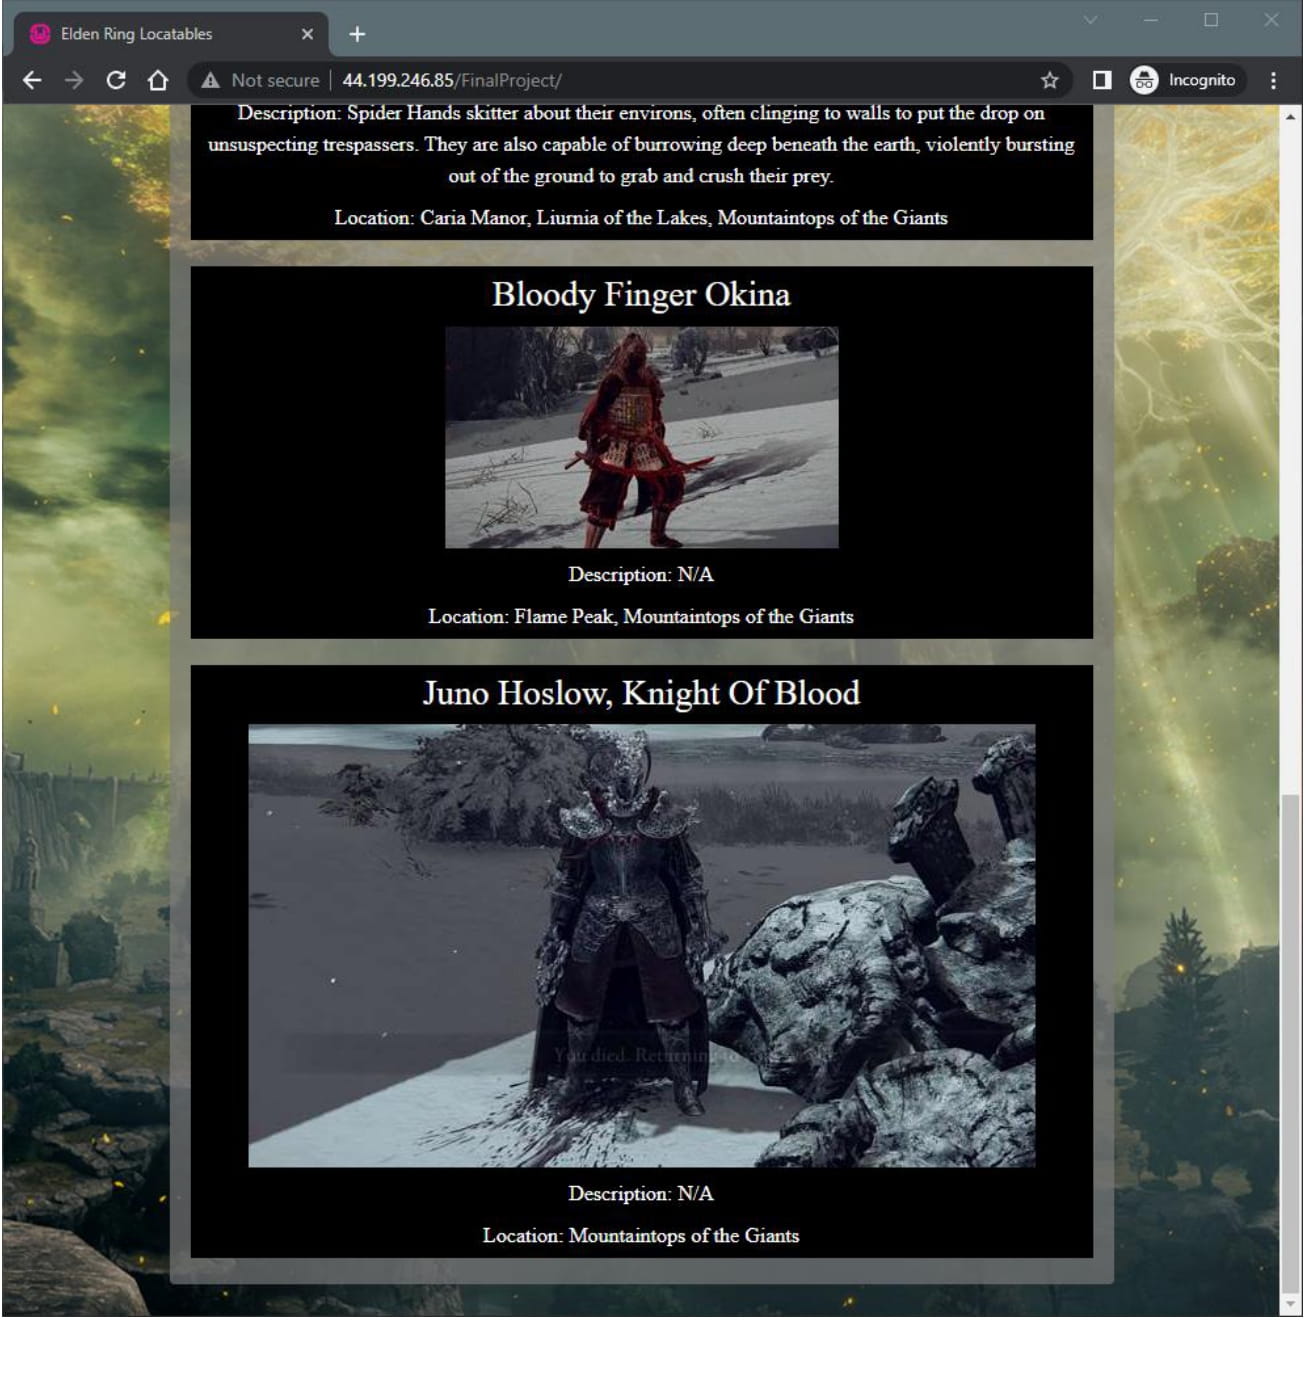 Elden Ring Locatables
Not secure 44.199.246.85/FinalProject/ Incognito
Description: Spider Hands skitter about their environs, often clinging to walls to put the drop on
unsuspecting trespassers. They are also capable of burrowing deep beneath the earth, violently bursting
out of the ground to grab and crush their prey.
Location: Caria Manor, Liurnia of the Lakes, Mountaintops of the Giants
Bloody Finger Okina
Description: N/A
Location: Flame Peak, Mountaintops of the Giants
Juno Hoslow, Knight Of Blood
You died. Returning to
Description: N/A
Location: Mountaintops of the Giants